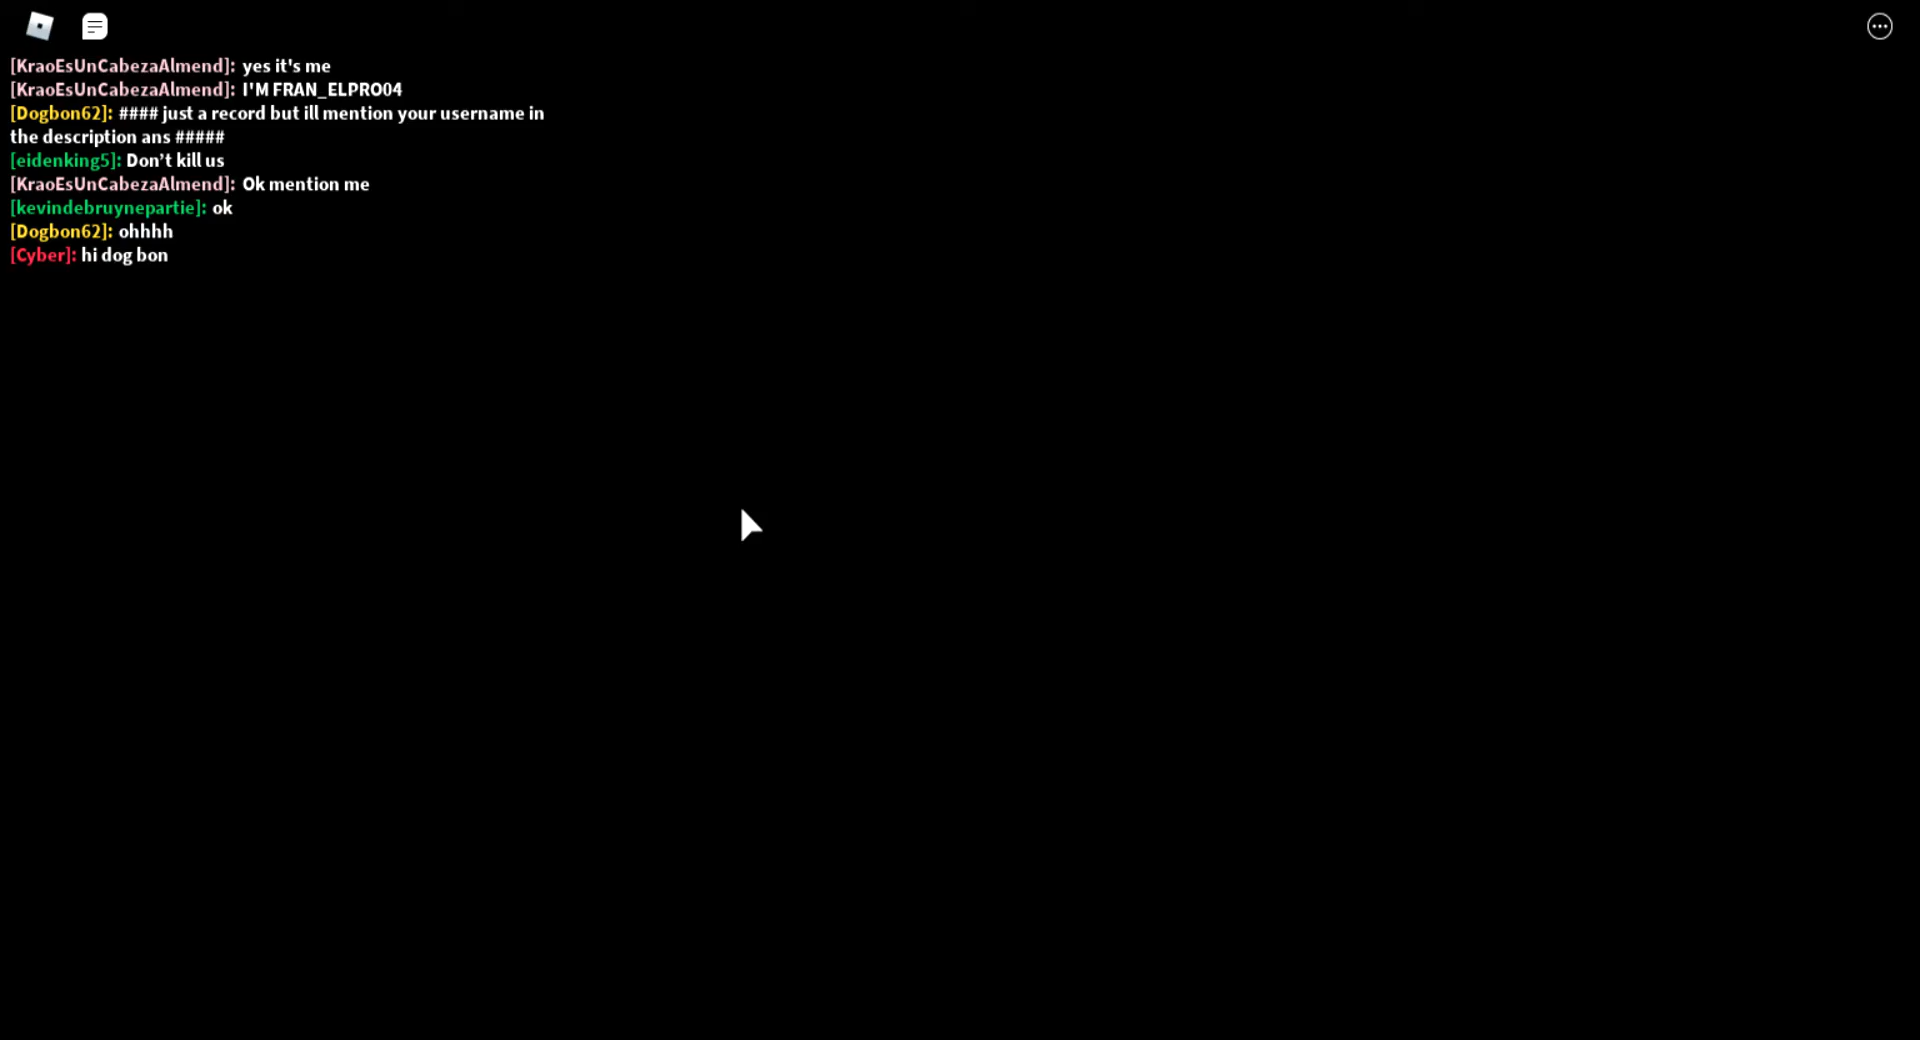 [KraoEsUnCabezaAlmend]: yes it's me
[KraoEsUnCabezaAlmend]: I'M FRAN_ELPRO04
[Dogbon62]: #### just a record but ill mention your username in
the description ans #####
[eidenking5]: Don’t kill us
[KraoEsUnCabezaAlmend]: Ok mention me
[kevindebruynepartie]: ok
[Dogbon62]: ohhhh
[Cyber]: hi dog bon